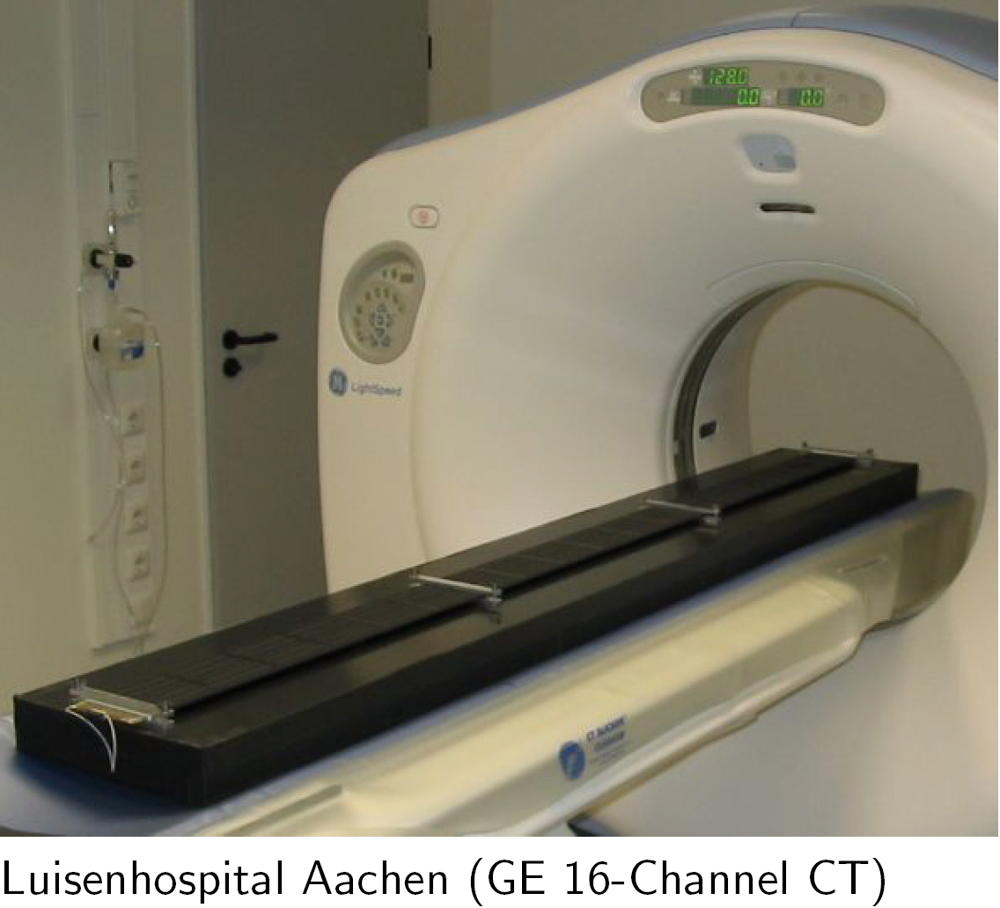 128.0
0.0 0.0
LightSpeed
Luisenhospital Aachen (GE 16-Channel CT)